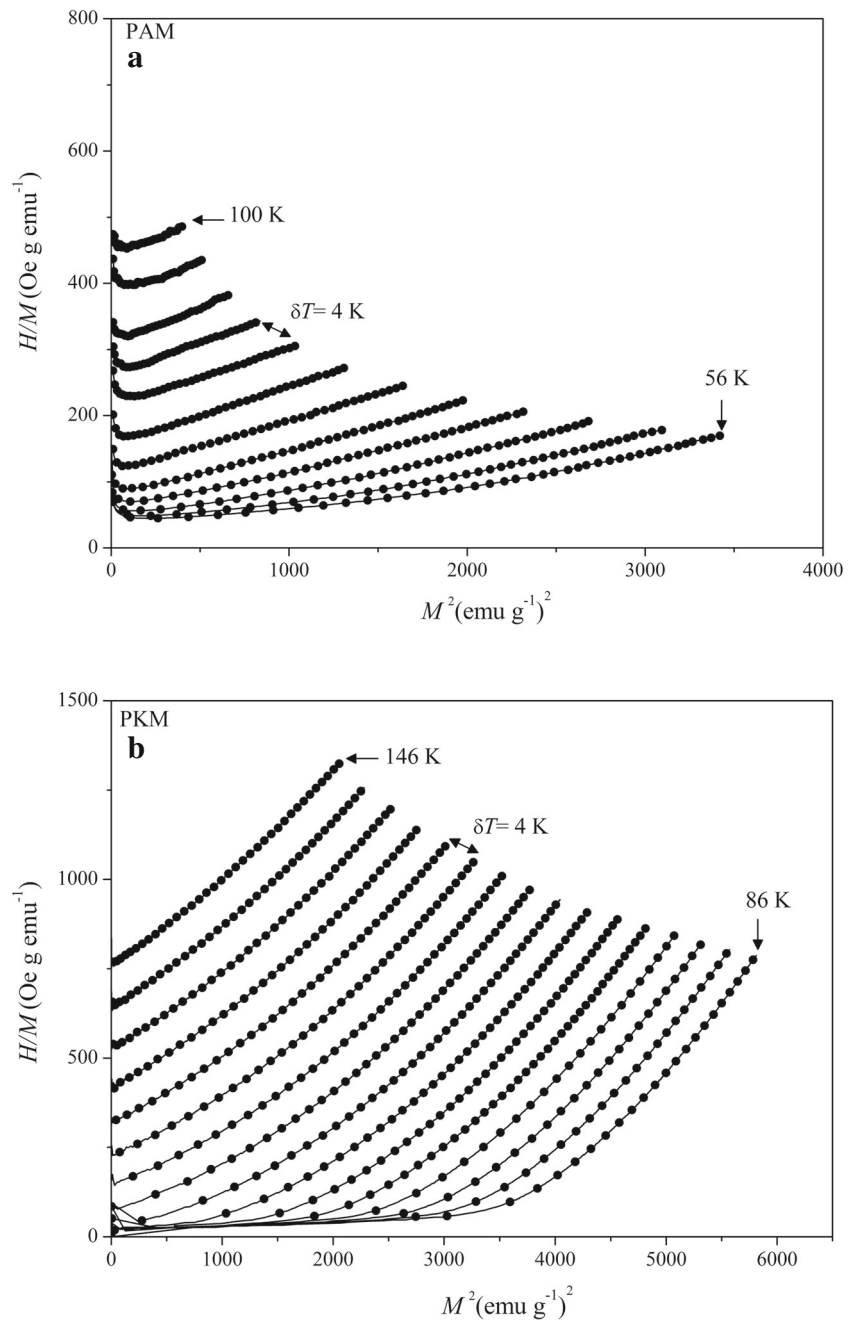 PAM
a
800
600
400
200
0
H/M (Oe g emu⁻¹)
100 K
δT= 4 K
56 K
0 1000 2000 3000 4000
M²(emu g⁻¹)²
PKM
b
1500
1000
500
0
H/M (Oe g emu⁻¹)
146 K
δT= 4 K
86 K
0 1000 2000 3000 4000 5000 6000
M²(emu g⁻¹)²